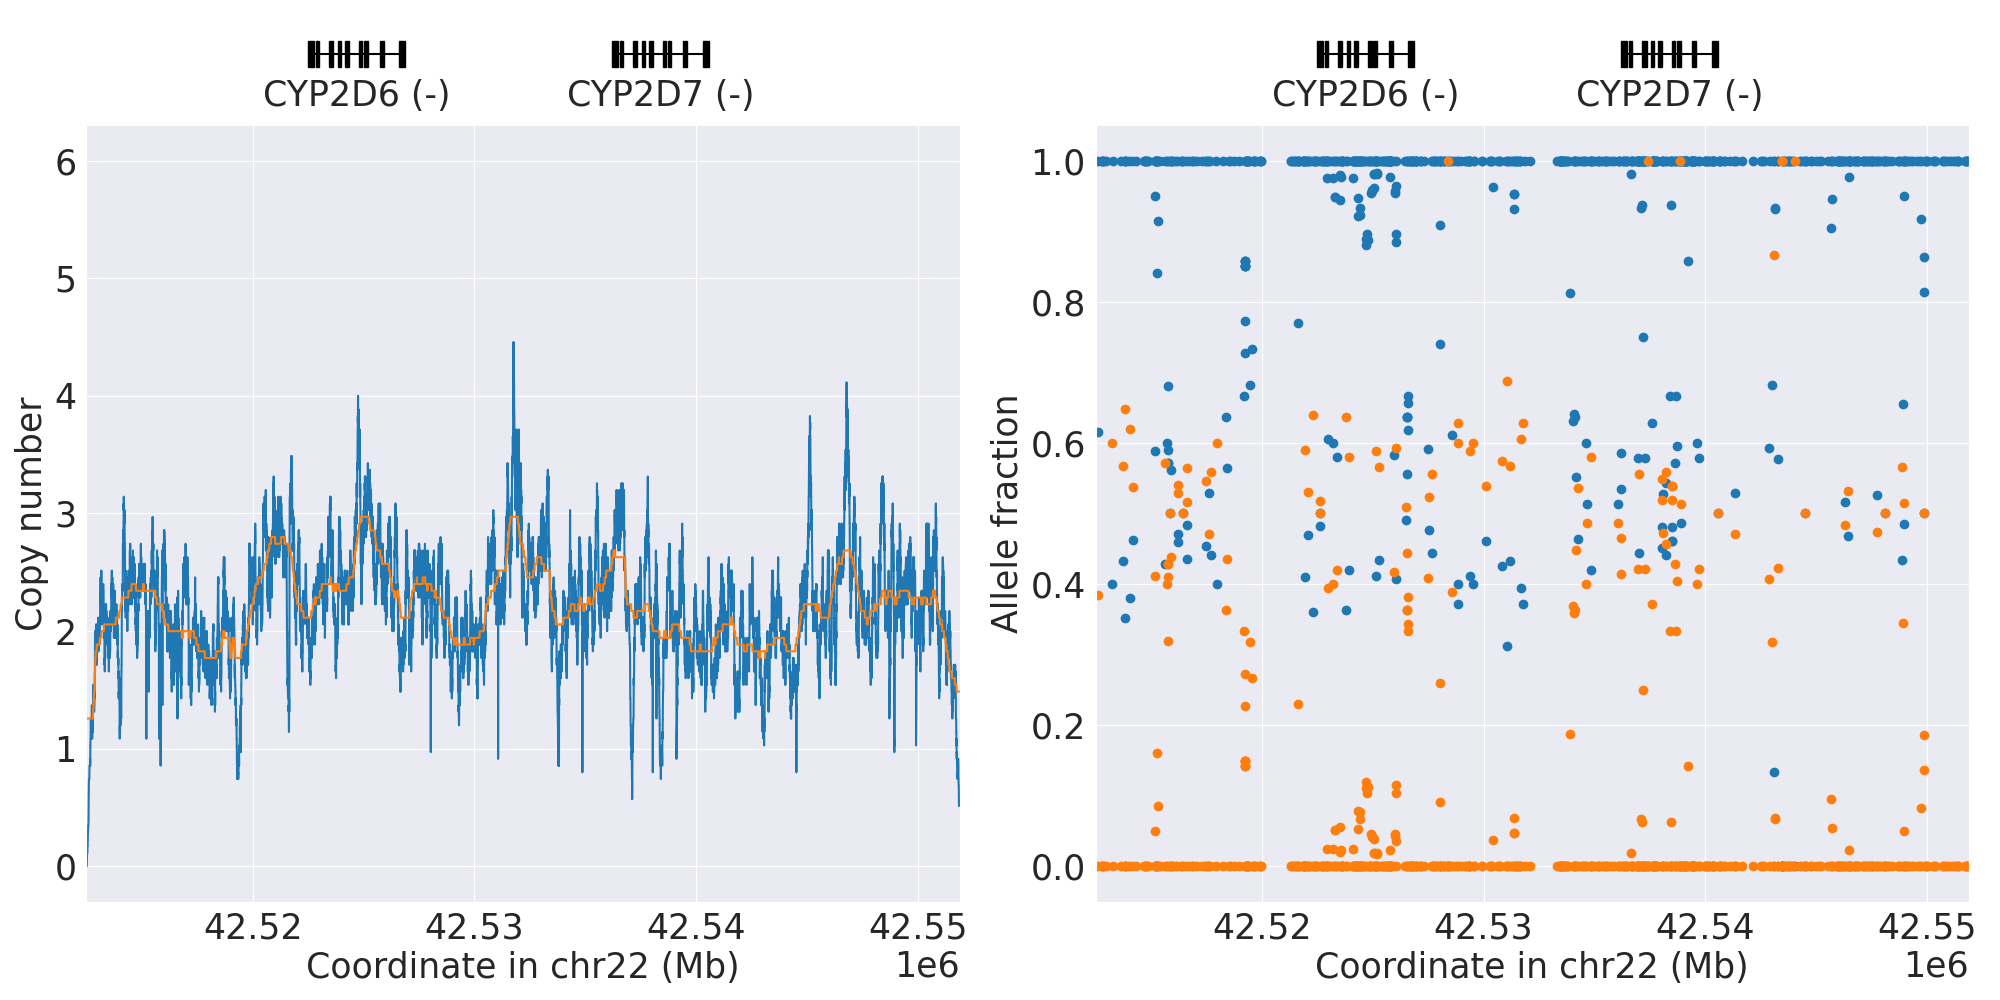 CYP2D6 (-) CYP2D7 (-)
6
5
4
3
2
1
0
Copy number
42.52 42.53 42.54 42.55
Coordinate in chr22 (Mb) 1e6
CYP2D6 (-) CYP2D7 (-)
1.0
0.8
0.6
0.4
0.2
0.0
Allele fraction
42.52 42.53 42.54 42.55
Coordinate in chr22 (Mb) 1e6